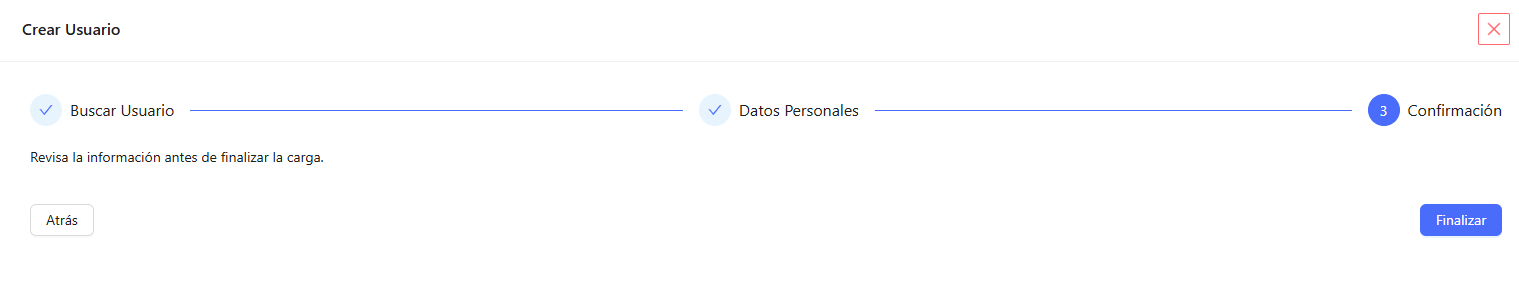 Crear Usuario
Buscar Usuario
Datos Personales
3 Confirmación
Revisa la información antes de finalizar la carga.
Atrás
Finalizar